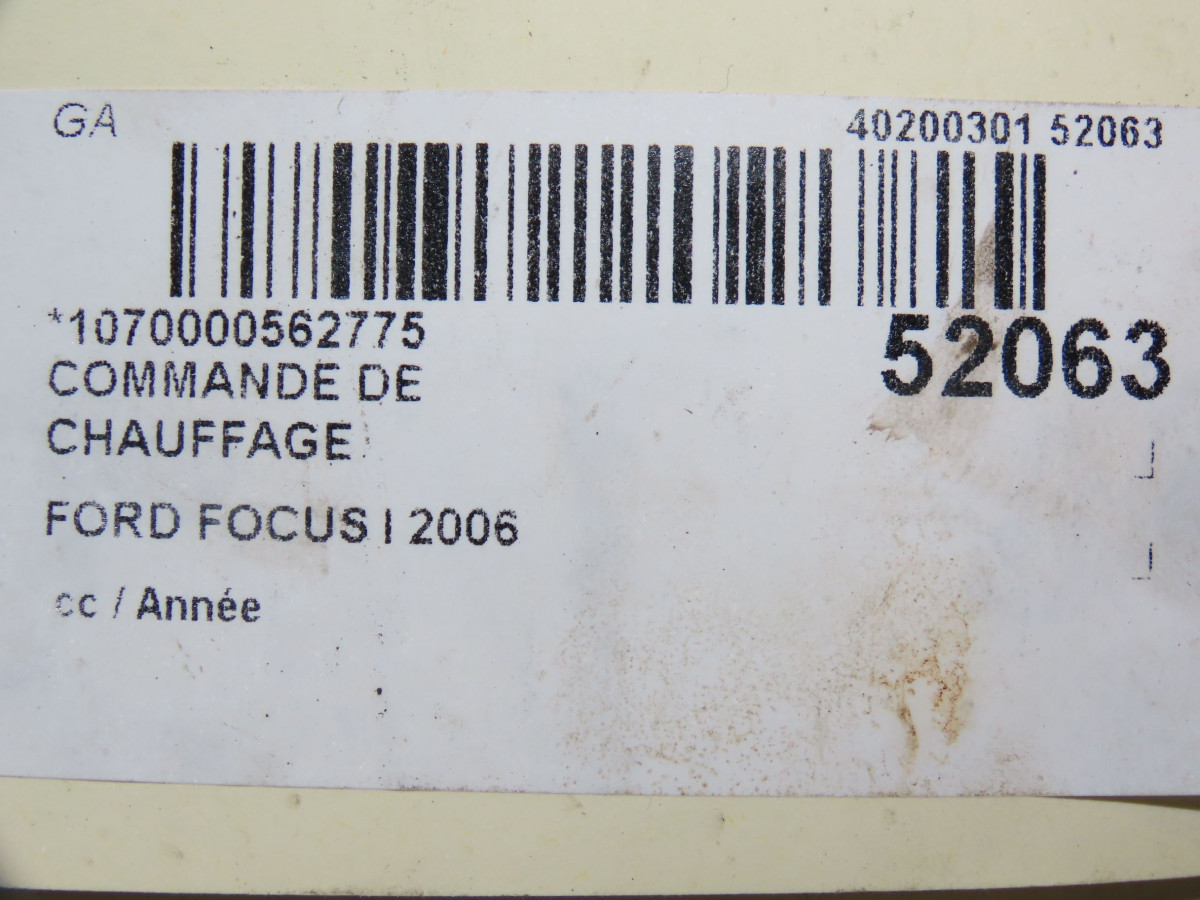 GA
40200301 52063
*1070000562775
52063
COMMANDE DE
CHAUFFAGE
FORD FOCUS I 2006
cc / Année